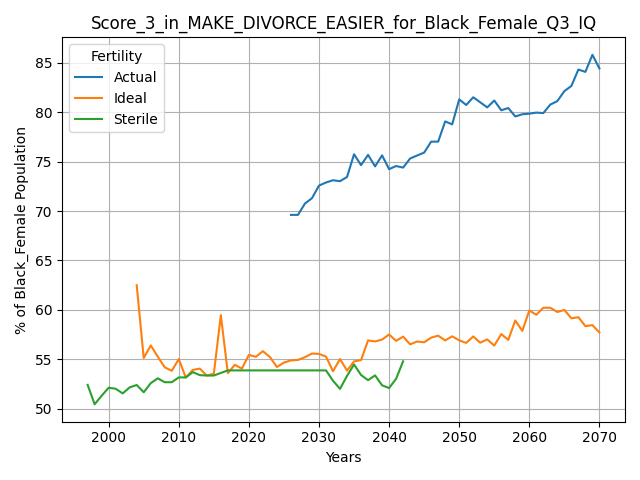 Score_3_in_MAKE_DIVORCE_EASIER_for_Black_Female_Q3_IQ
Fertility
Actual
Ideal
Sterile
% of Black_Female Population
85
80
75
70
65
60
55
50
2000 2010 2020 2030 2040 2050 2060 2070
Years